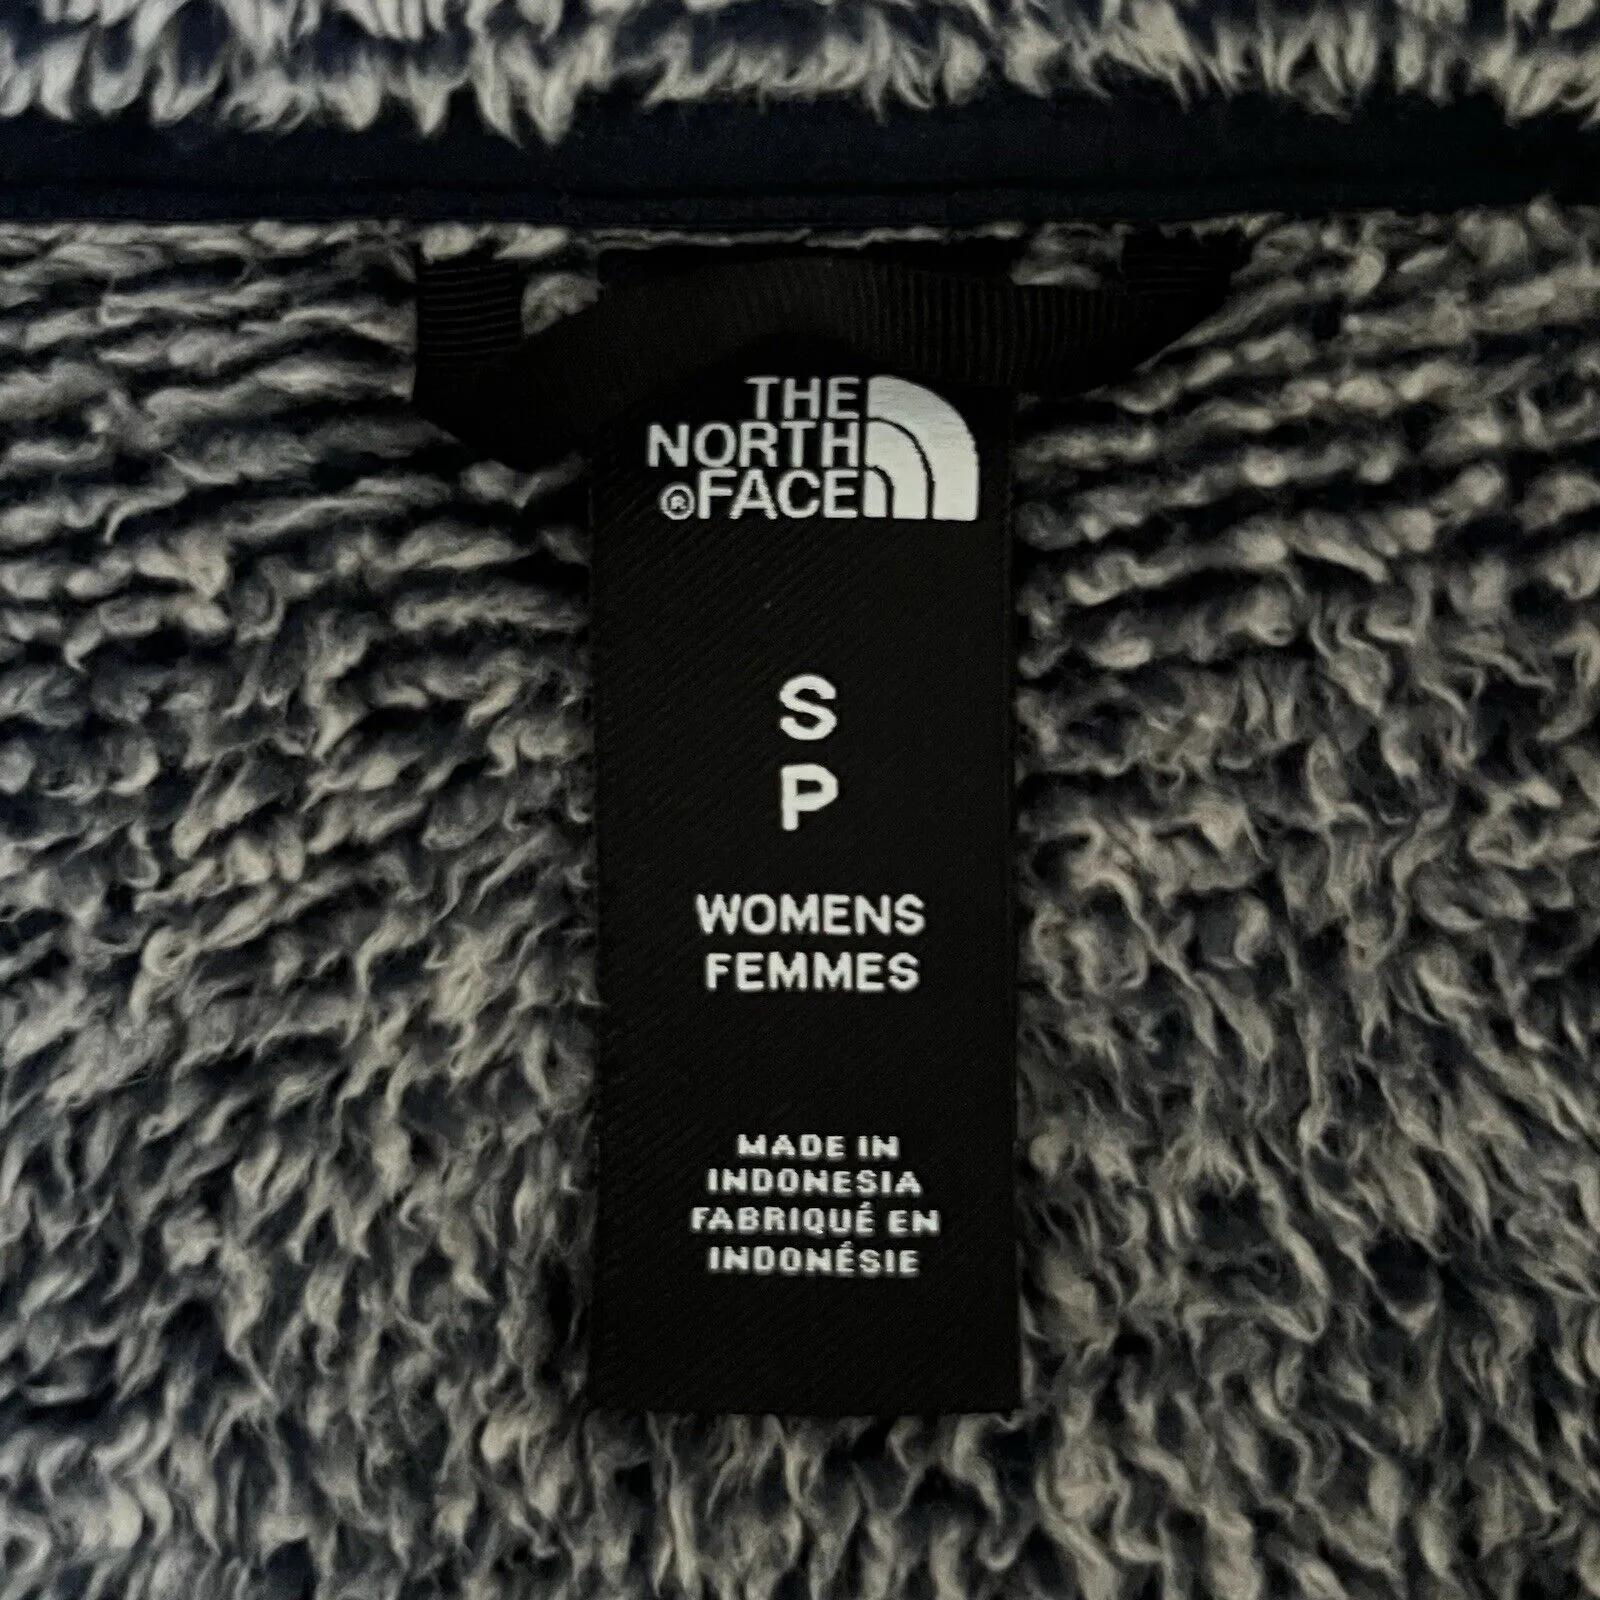 THE
NORTH
®FACE
S
P
WOMENS
FEMMES
MADE IN
INDONESIA
FABRIQUÉ EN
INDONÉSIE